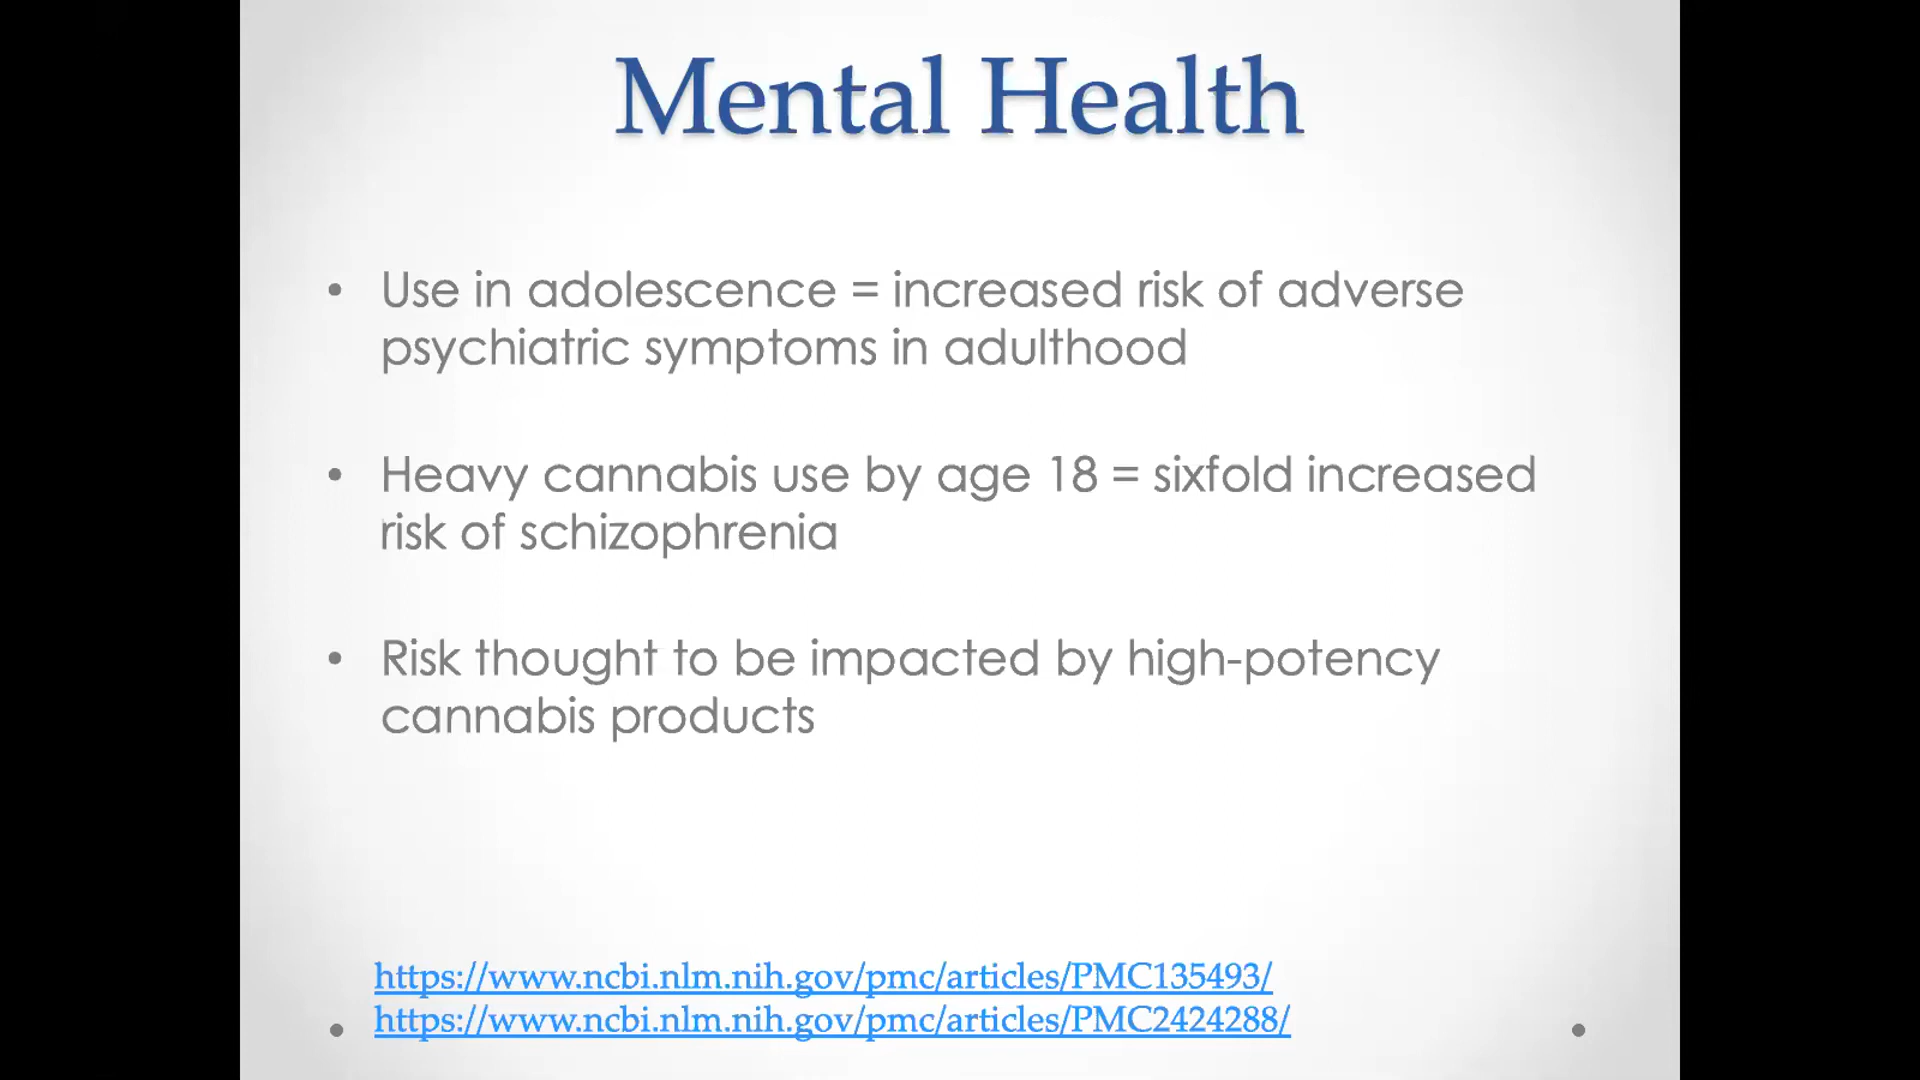 Mental Health
• Use in adolescence = increased risk of adverse
psychiatric symptoms in adulthood
• Heavy cannabis use by age 18 = sixfold increased
risk of schizophrenia
• Risk thought to be impacted by high-potency
cannabis products
https://www.ncbi.nlm.nih.gov/pmc/articles/PMC135493/
https://www.ncbi.nlm.nih.gov/pmc/articles/PMC2424288/